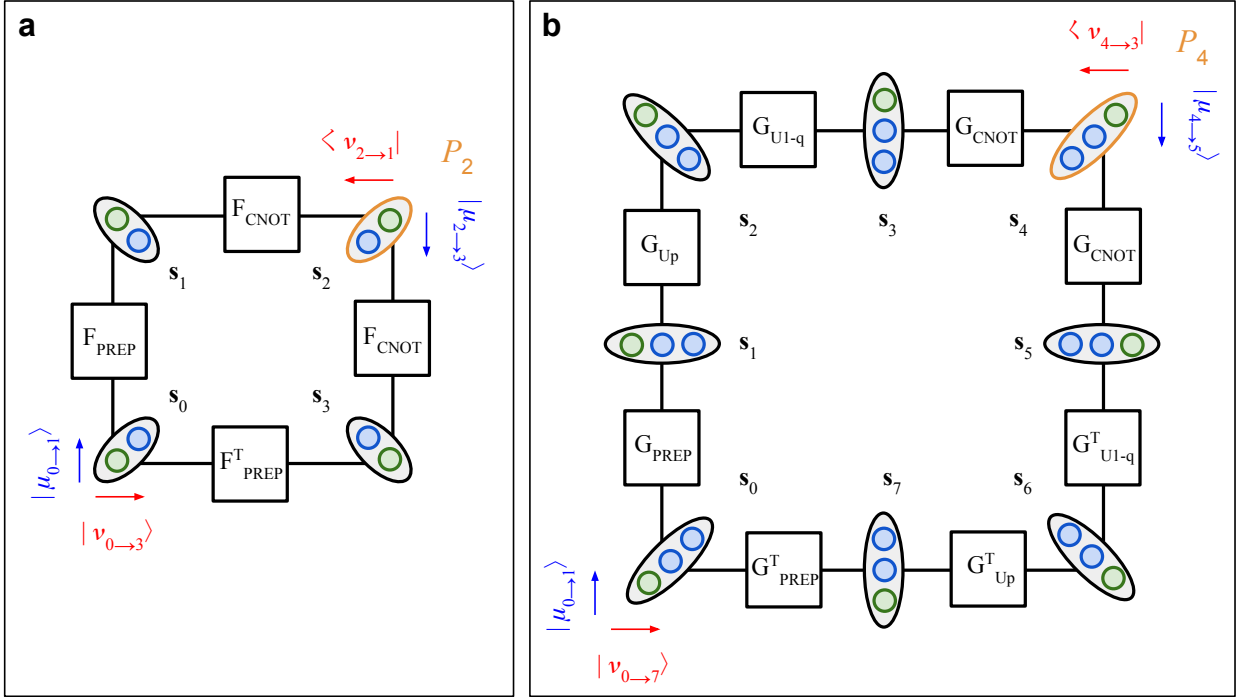 a
⟨ ν2→1|
P2
FCNOT
|μ2→3⟩
s1
s2
FPREP
FCNOT
s0
s3
|μ0→1⟩
FTPREP
|ν0→3⟩
b
⟨ ν4→3|
P4
GU1-q
GCNOT
|μ4→5⟩
s2
s3
s4
GUp
GCNOT
s1
s5
GPREP
GTU1-q
s0
s7
s6
|μ0→1⟩
GTPREP
GTUp
|ν0→7⟩